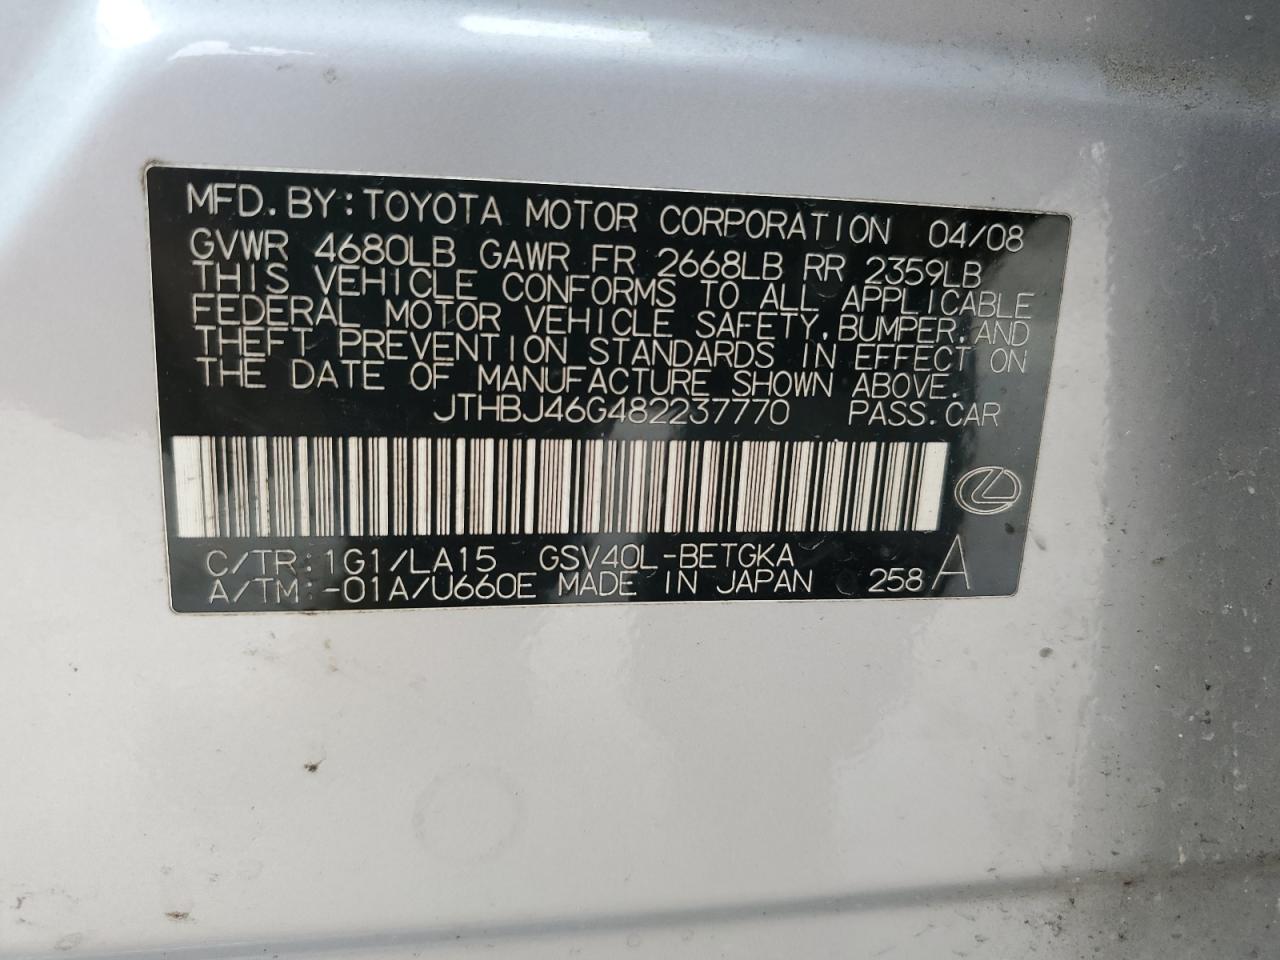 MFD. BY: TOYOTA MOTOR CORPORATION 04/08
GVWR 4680LB GAWR FR 2668LB RR 2359LB
THIS VEHICLE CONFORMS TO ALL APPLICABLE
FEDERAL MOTOR VEHICLE SAFETY, BUMPER, AND
THEFT PREVENTION STANDARDS IN EFFECT ON
THE DATE OF MANUFACTURE SHOWN ABOVE.
JTHBJ46G482237770 PASS. CAR
C/TR: 1G1/LA15 GSV40L-BETGKA
A/TM: -01A/U660E MADE IN JAPAN 258 A